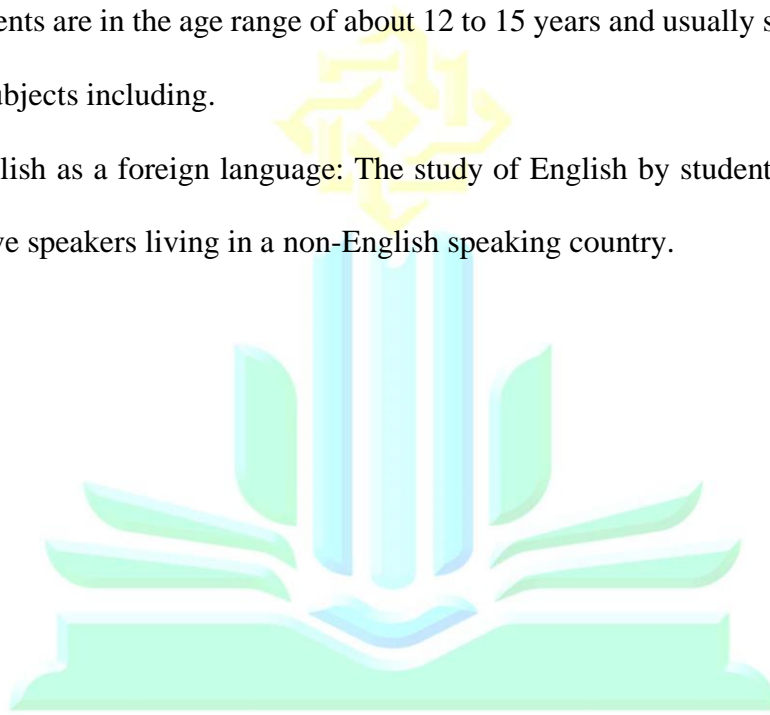 ents are in the age range of about 12 to 15 years and usually s
ubjects including.
lish as a foreign language: The study of English by student
ve speakers living in a non-English speaking country.